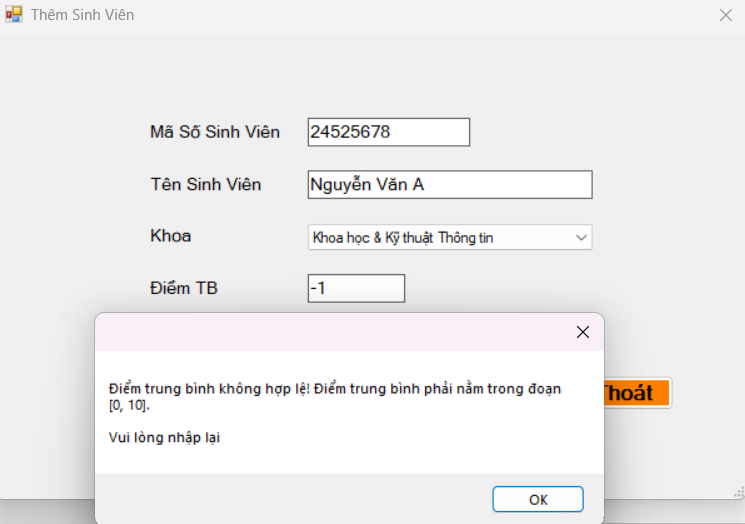 Thêm Sinh Viên
Mã Số Sinh Viên 24525678
Tên Sinh Viên Nguyễn Văn A
Khoa Khoa học & Kỹ thuật Thông tin
Điểm TB -1
Điểm trung bình không hợp lệ! Điểm trung bình phải nằm trong đoạn
[0, 10].
Thoát
Vui lòng nhập lại
OK